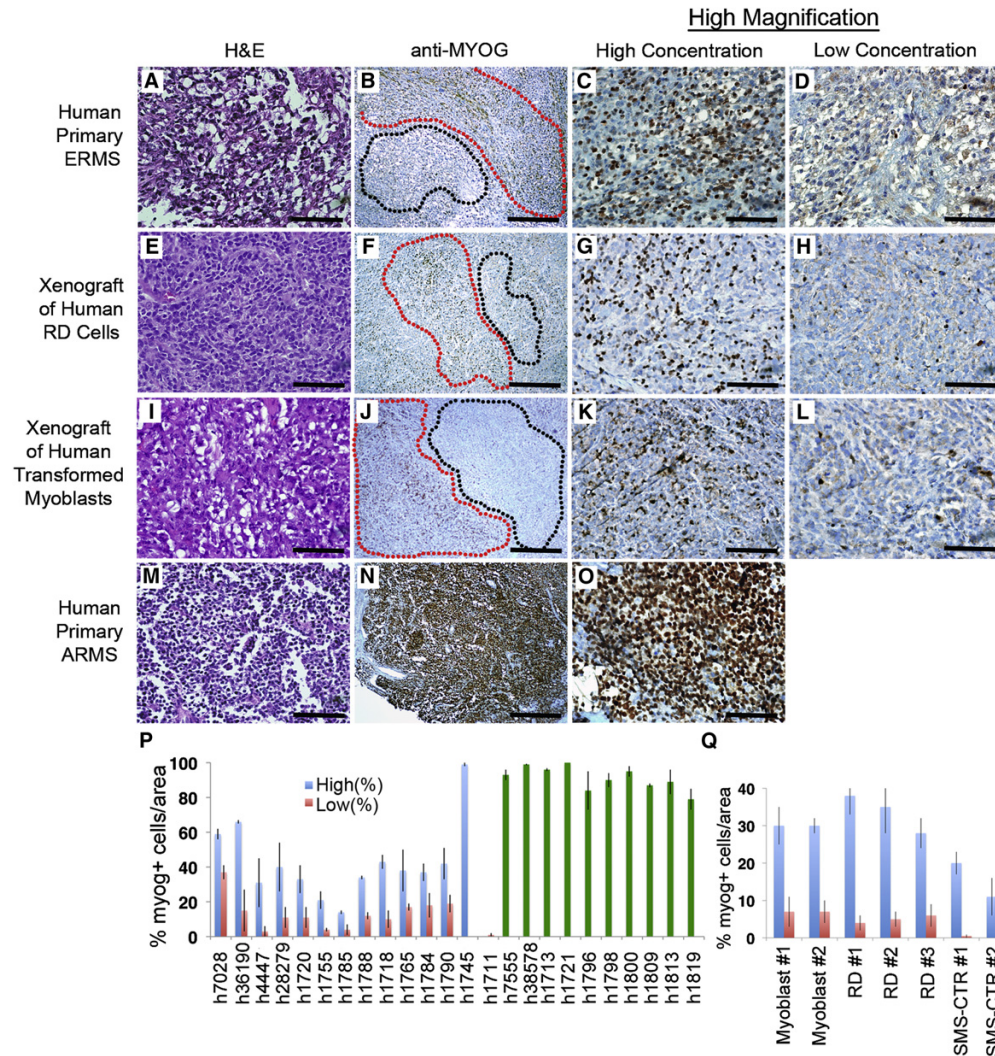 High Magnification
H&E
anti-MYOG
High Concentration
Low Concentration
Human
Primary
ERMS
A
B
C
D
Xenograft
of Human
RD Cells
E
F
G
H
Xenograft
of Human
Transformed
Myoblasts
I
J
K
L
Human
Primary
ARMS
M
N
O
P
% myog+ cells/area
100
80
60
40
20
0
High(%)
Low(%)
h7028
h36190
h4447
h28279
h1720
h1755
h1785
h1788
h1718
h1765
h1784
h1790
h1745
h1711
h7555
h38578
h1713
h1721
h1796
h1798
h1800
h1809
h1813
h1819
Q
% myog+ cells/area
40
30
20
10
0
Myoblast #1
Myoblast #2
RD #1
RD #2
RD #3
SMS-CTR #1
SMS-CTR #2